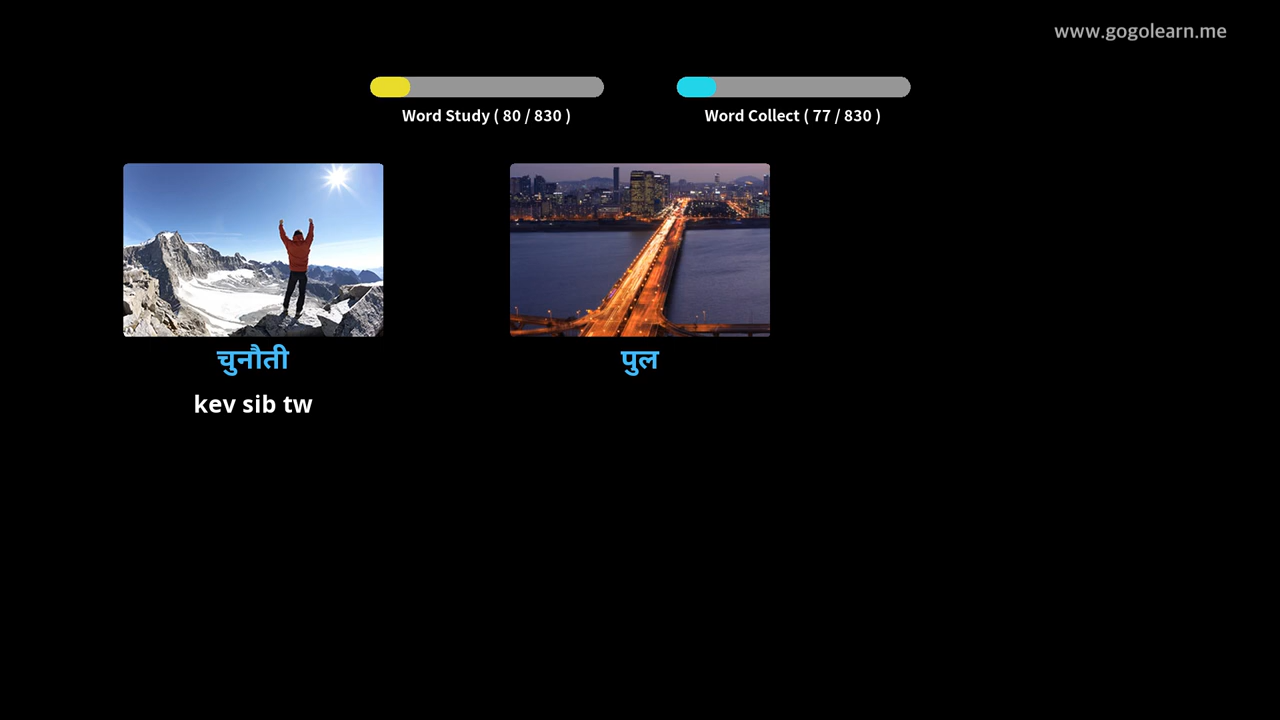 www.gogolearn.me
Word Study ( 80 / 830 )
Word Collect ( 77 / 830 )
चुनौती
पुल
kev sib tw